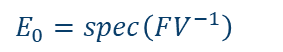 E₀ = spec(FV⁻¹)